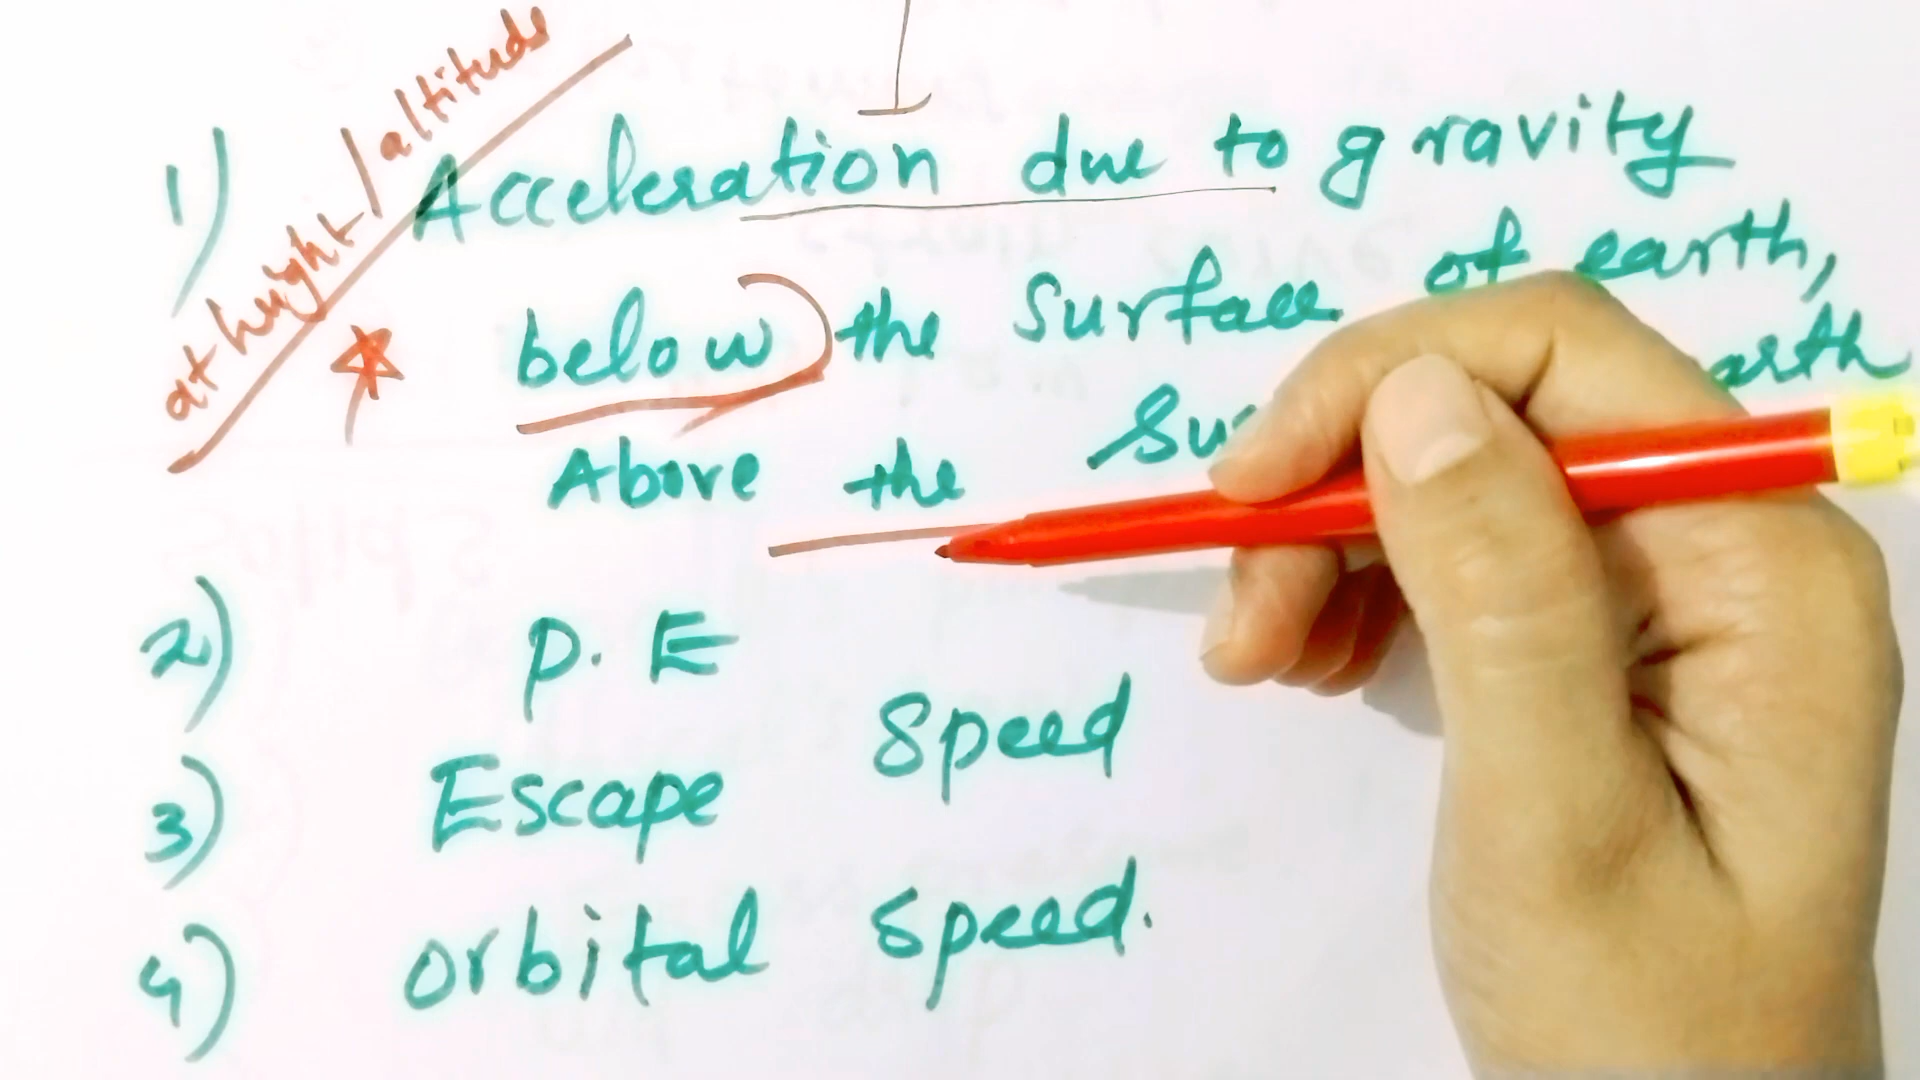 at height / altitude
1) Acceleration due to gravity
below the surface of earth,
Above the
2) P. E
3) Escape speed
4) orbital speed.